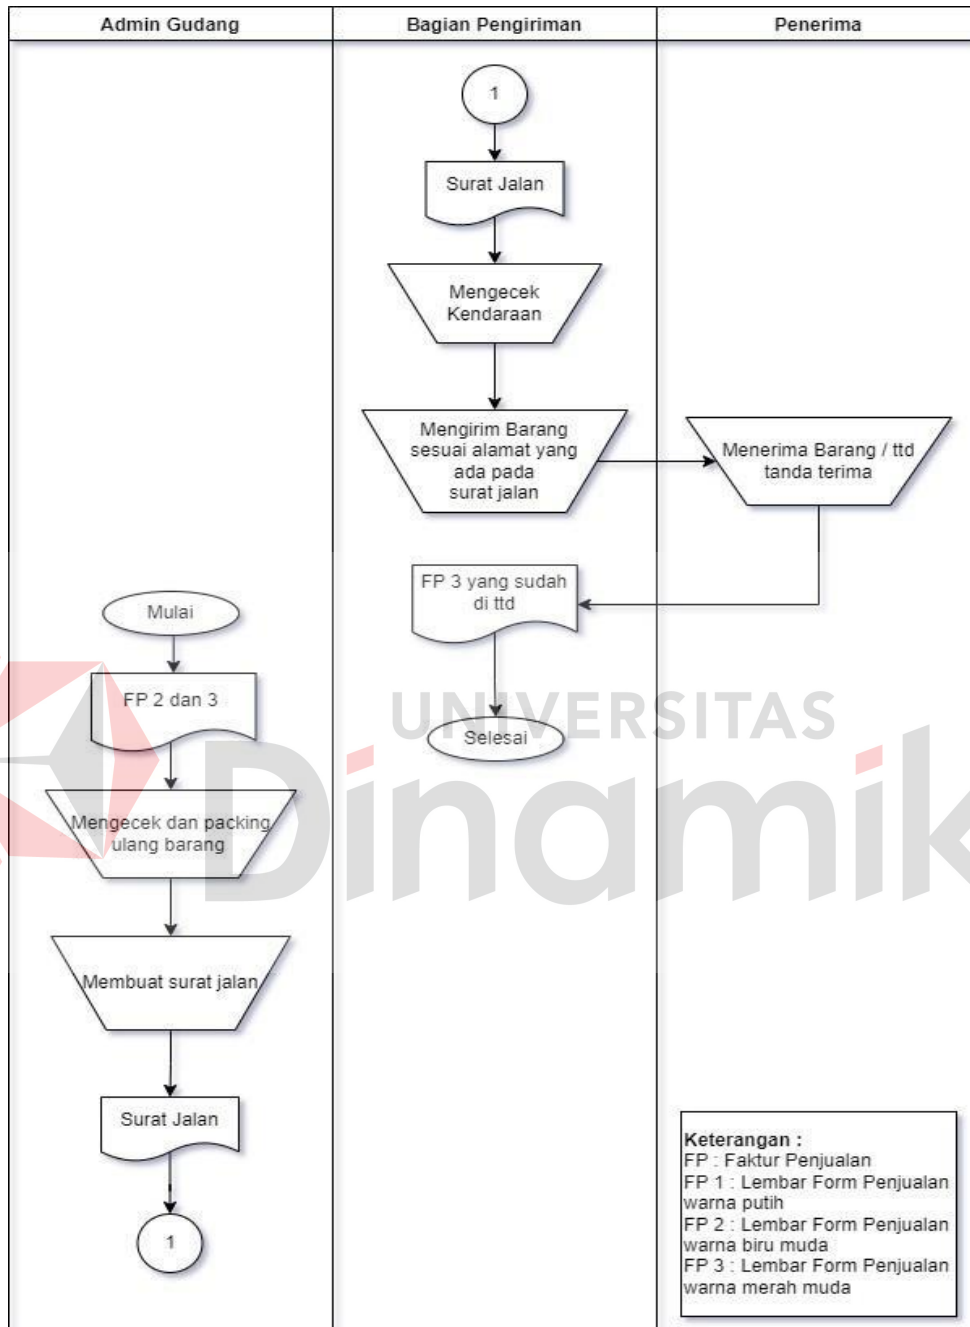 Admin Gudang
Bagian Pengiriman
Penerima
1
Surat Jalan
Mengecek
Kendaraan
Mengirim Barang
sesuai alamat yang
ada pada
surat jalan
Menerima Barang / ttd
tanda terima
FP 3 yang sudah
di ttd
Selesai
Mulai
FP 2 dan 3
Mengecek dan packing
ulang barang
Membuat surat jalan
Surat Jalan
1
UNIVERSITAS
Dinamik
Keterangan :
FP : Faktur Penjualan
FP 1 : Lembar Form Penjualan
warna putih
FP 2 : Lembar Form Penjualan
warna biru muda
FP 3 : Lembar Form Penjualan
warna merah muda